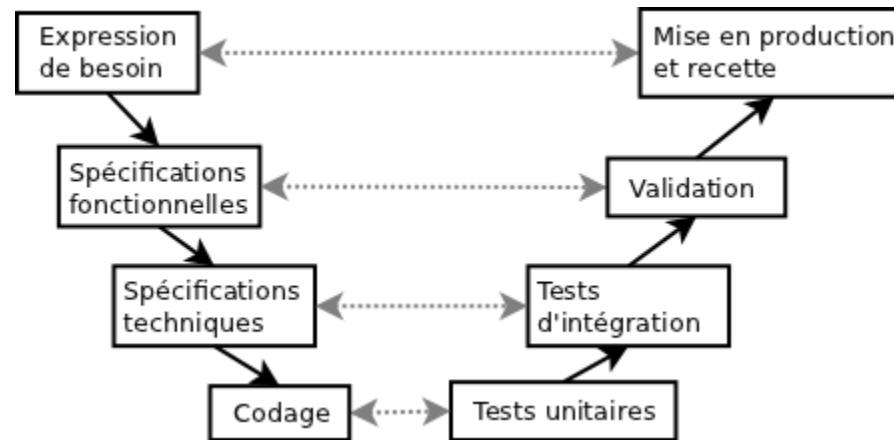 Expression
de besoin
Mise en production
et recette
Spécifications
fonctionnelles
Validation
Spécifications
techniques
Tests
d'intégration
Codage
Tests unitaires